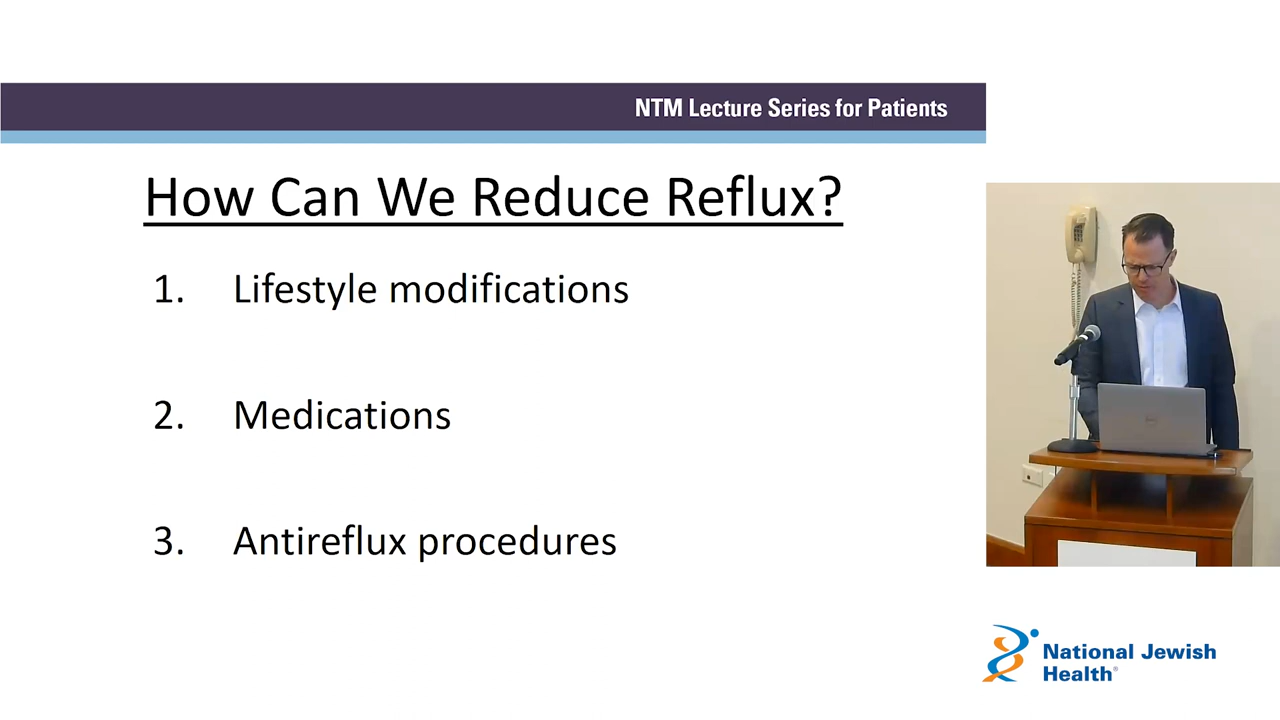 NTM Lecture Series for Patients
How Can We Reduce Reflux?
1. Lifestyle modifications
2. Medications
3. Antireflux procedures
National Jewish
Health®